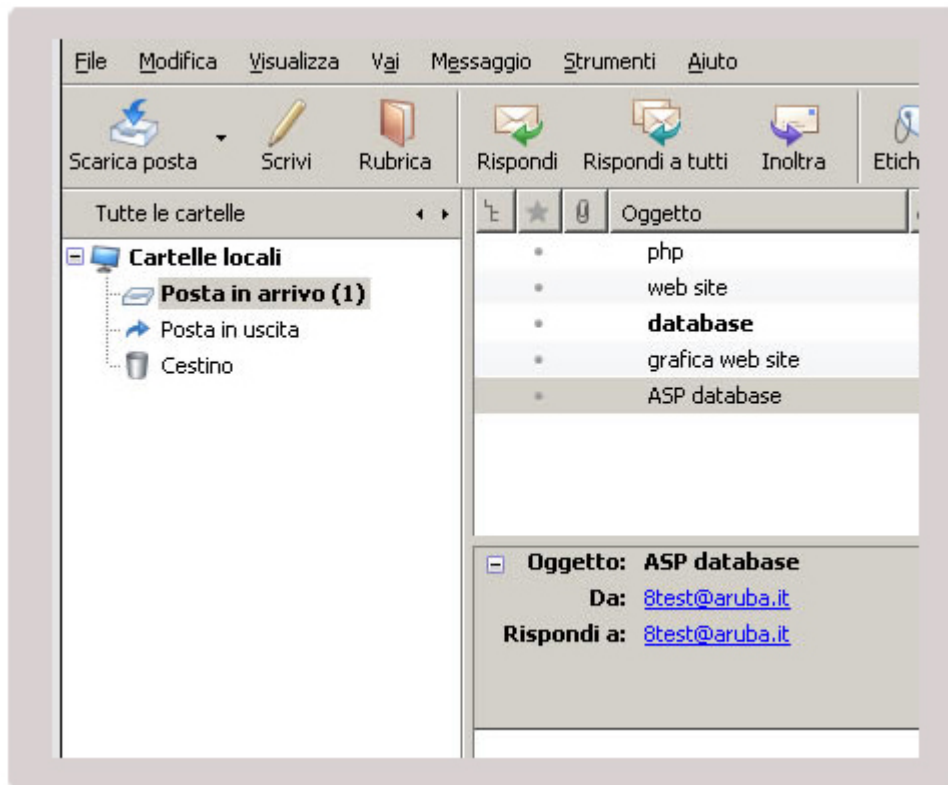 File Modifica Visualizza Vai Messaggio Strumenti Aiuto
Scarica posta Scrivi Rubrica Rispondi Rispondi a tutti Inoltra Etich
Tutte le cartelle
Oggetto
Cartelle locali
Posta in arrivo (1)
Posta in uscita
Cestino
php
web site
database
grafica web site
ASP database
Oggetto: ASP database
Da: 8test@aruba.it
Rispondi a: 8test@aruba.it